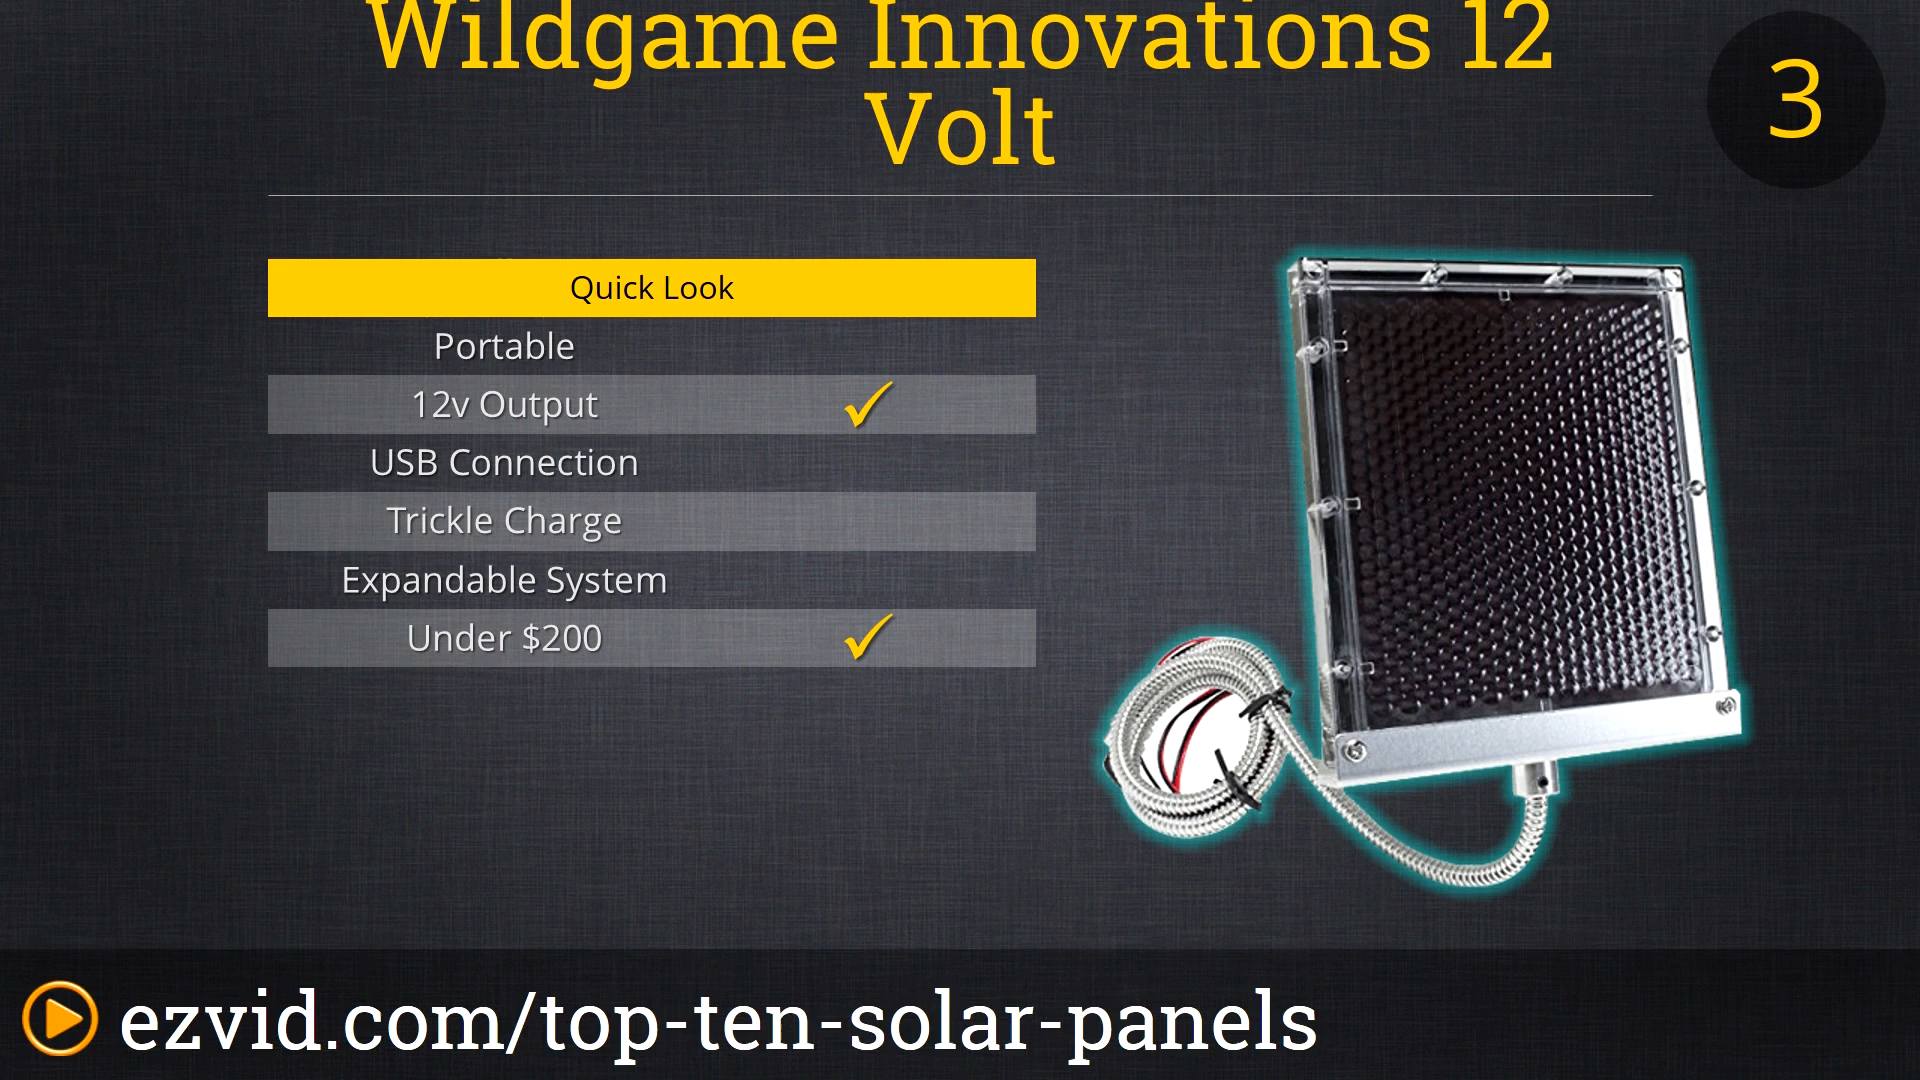 Wildgame Innovations 12
Volt
3
Quick Look
Portable
12v Output
USB Connection
Trickle Charge
Expandable System
Under $200
ezvid.com/top-ten-solar-panels